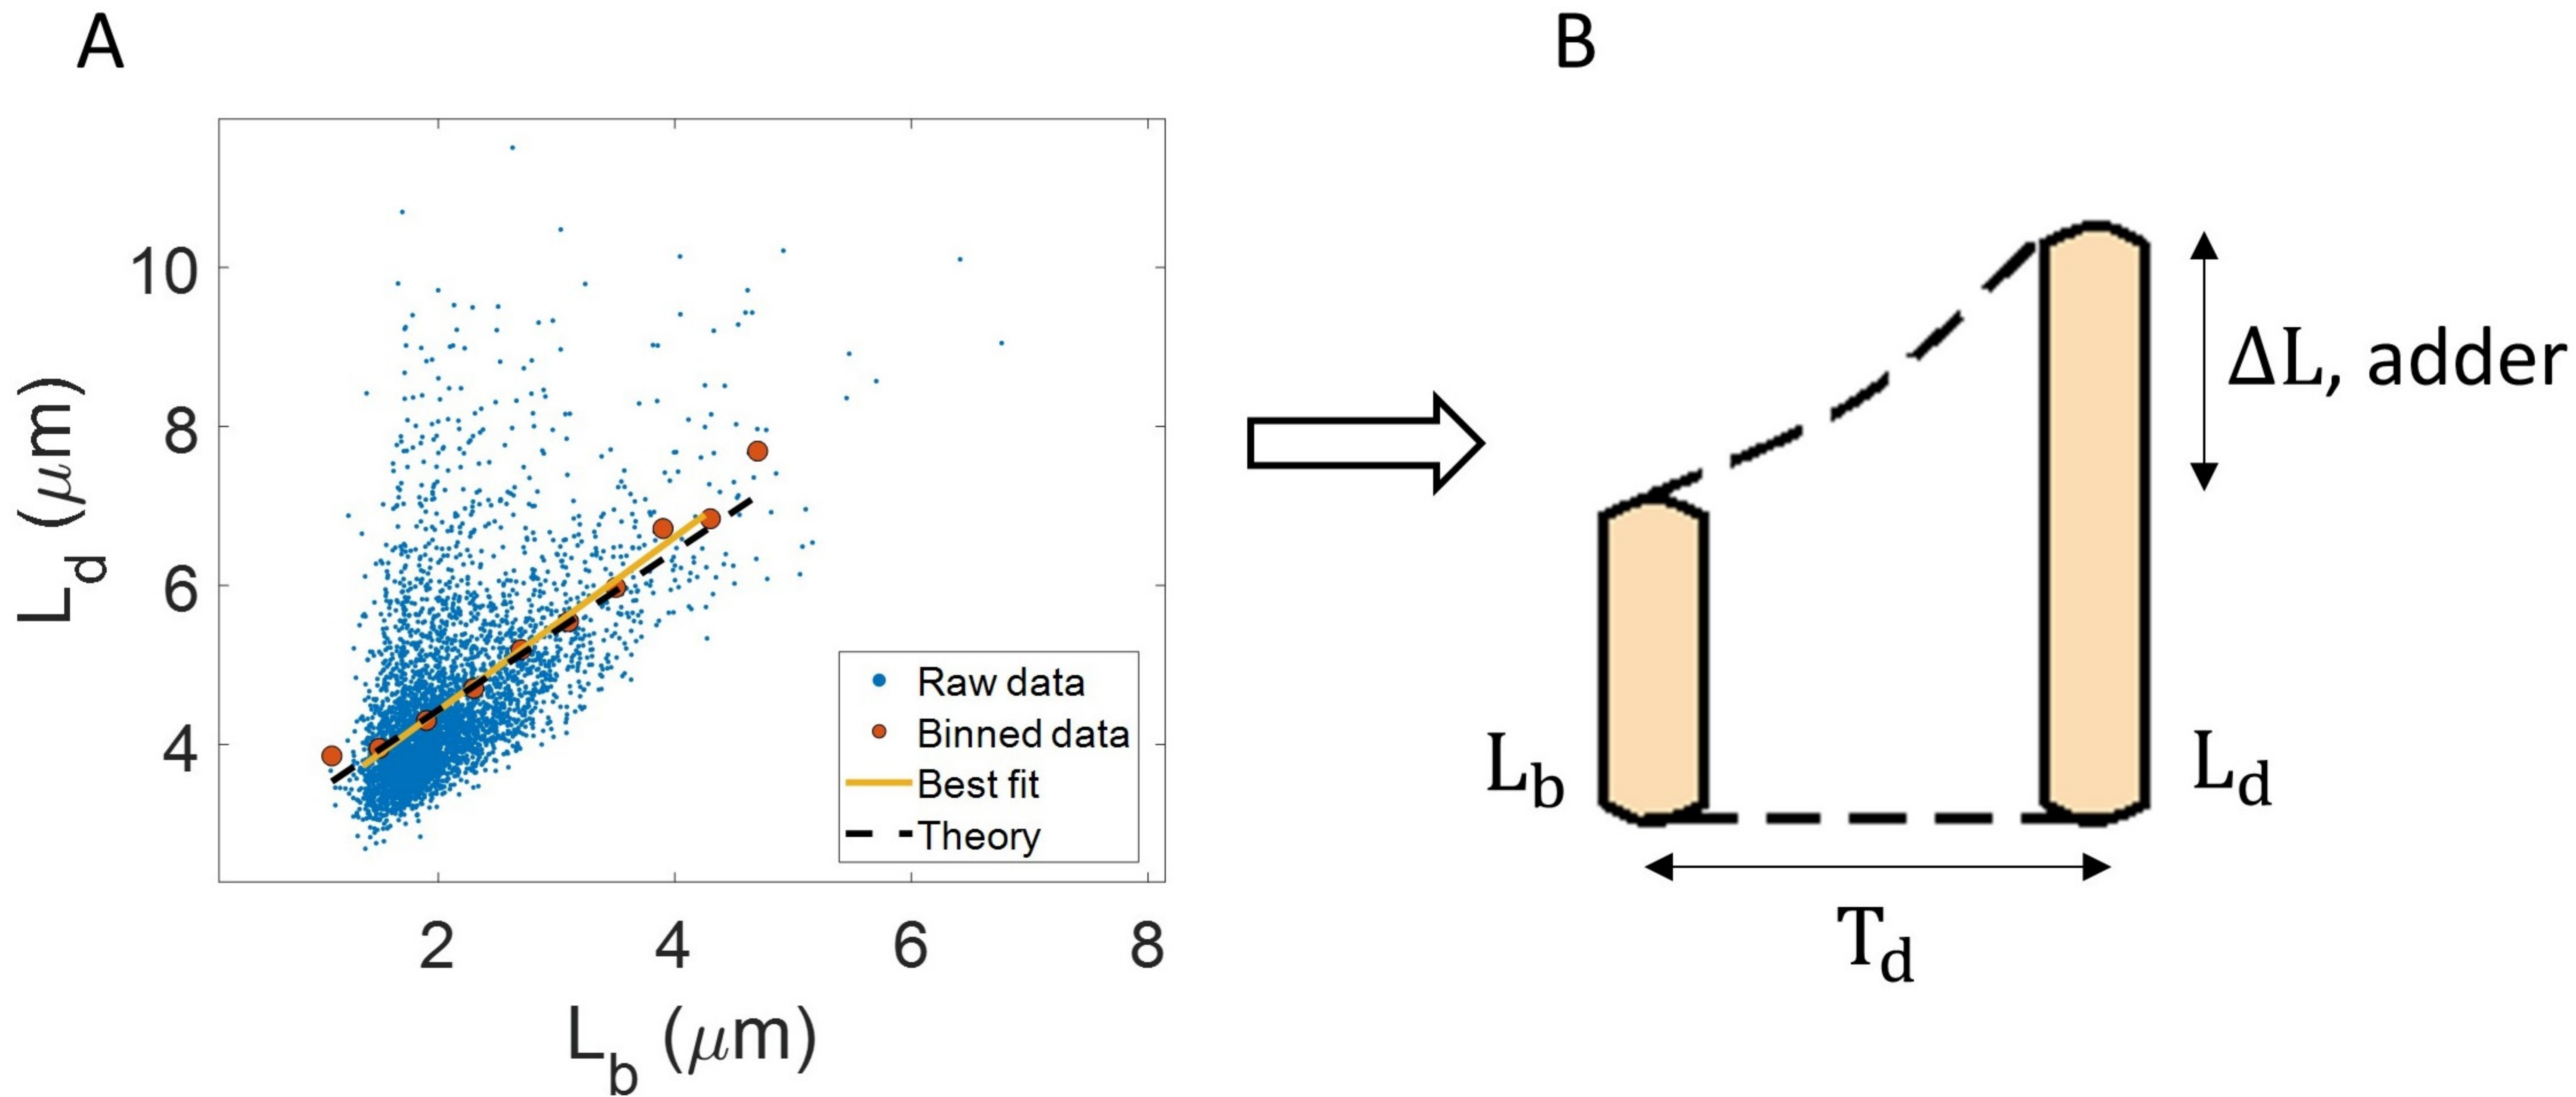 A
10
8
6
4
L_d (μm)
2 4 6 8
L_b (μm)
Raw data
Binned data
Best fit
Theory
B
ΔL, adder
L_b
L_d
T_d